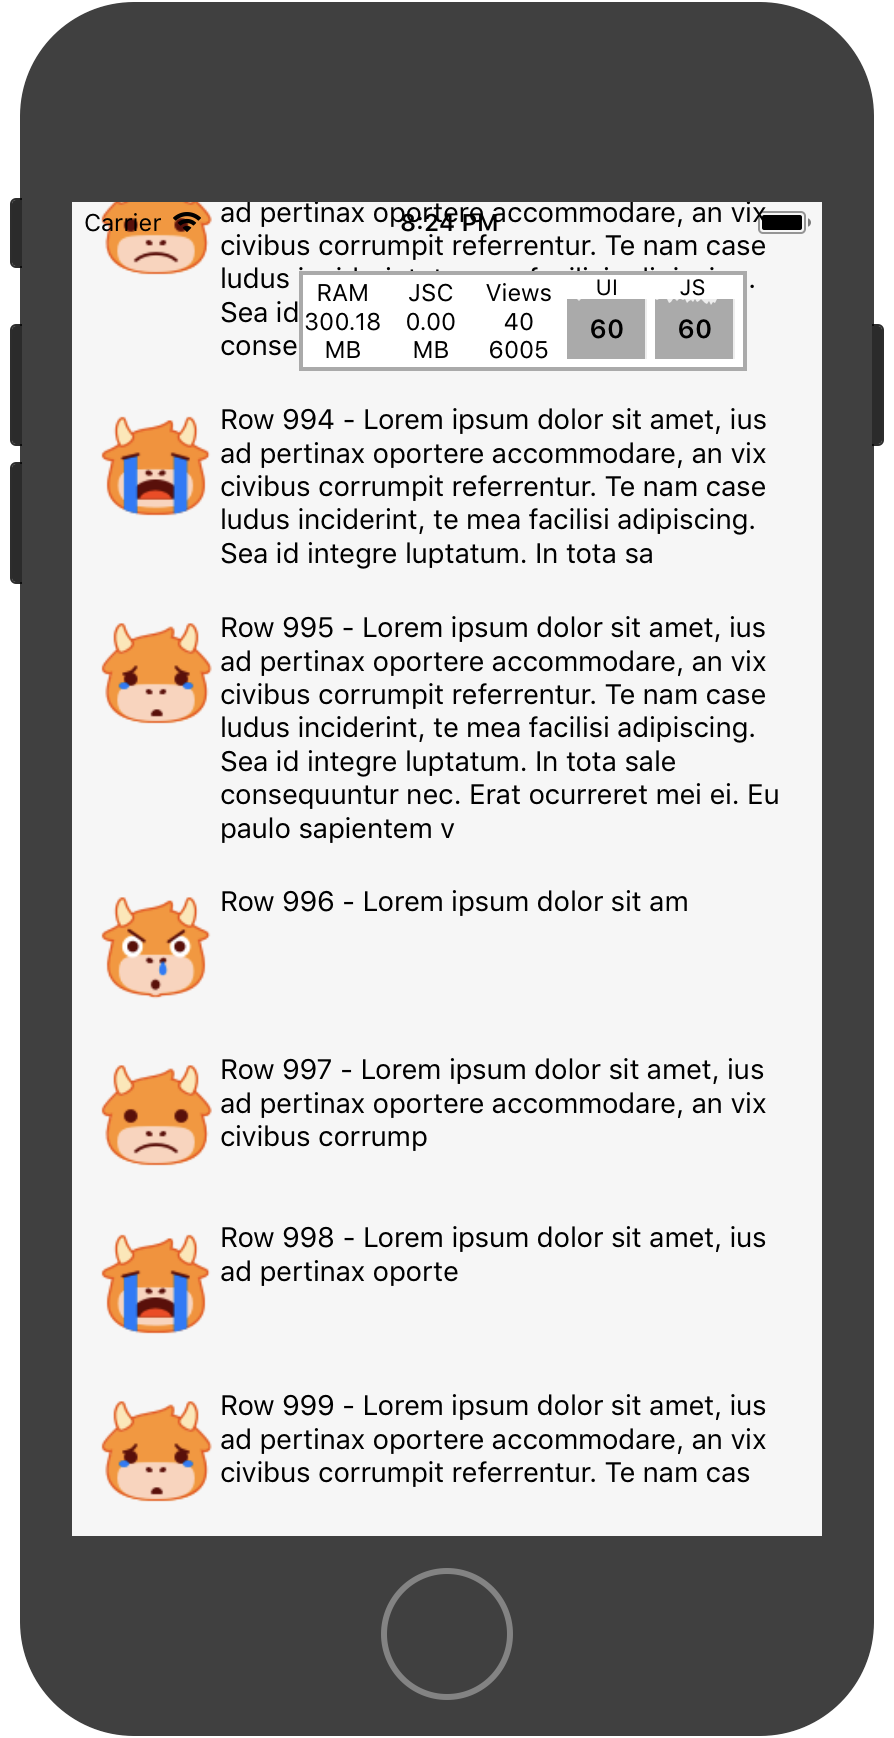 Carrier 8:24 PM
ad pertinax oportere accommodare, an vix
civibus corrumpit referrentur. Te nam case
ludus
Sea id
conse
RAM JSC Views UI JS
300.18 0.00 40 60 60
MB MB 6005
Row 994 - Lorem ipsum dolor sit amet, ius
ad pertinax oportere accommodare, an vix
civibus corrumpit referrentur. Te nam case
ludus inciderint, te mea facilisi adipiscing.
Sea id integre luptatum. In tota sa
Row 995 - Lorem ipsum dolor sit amet, ius
ad pertinax oportere accommodare, an vix
civibus corrumpit referrentur. Te nam case
ludus inciderint, te mea facilisi adipiscing.
Sea id integre luptatum. In tota sale
consequuntur nec. Erat ocurreret mei ei. Eu
paulo sapientem v
Row 996 - Lorem ipsum dolor sit am
Row 997 - Lorem ipsum dolor sit amet, ius
ad pertinax oportere accommodare, an vix
civibus corrump
Row 998 - Lorem ipsum dolor sit amet, ius
ad pertinax oporte
Row 999 - Lorem ipsum dolor sit amet, ius
ad pertinax oportere accommodare, an vix
civibus corrumpit referrentur. Te nam cas